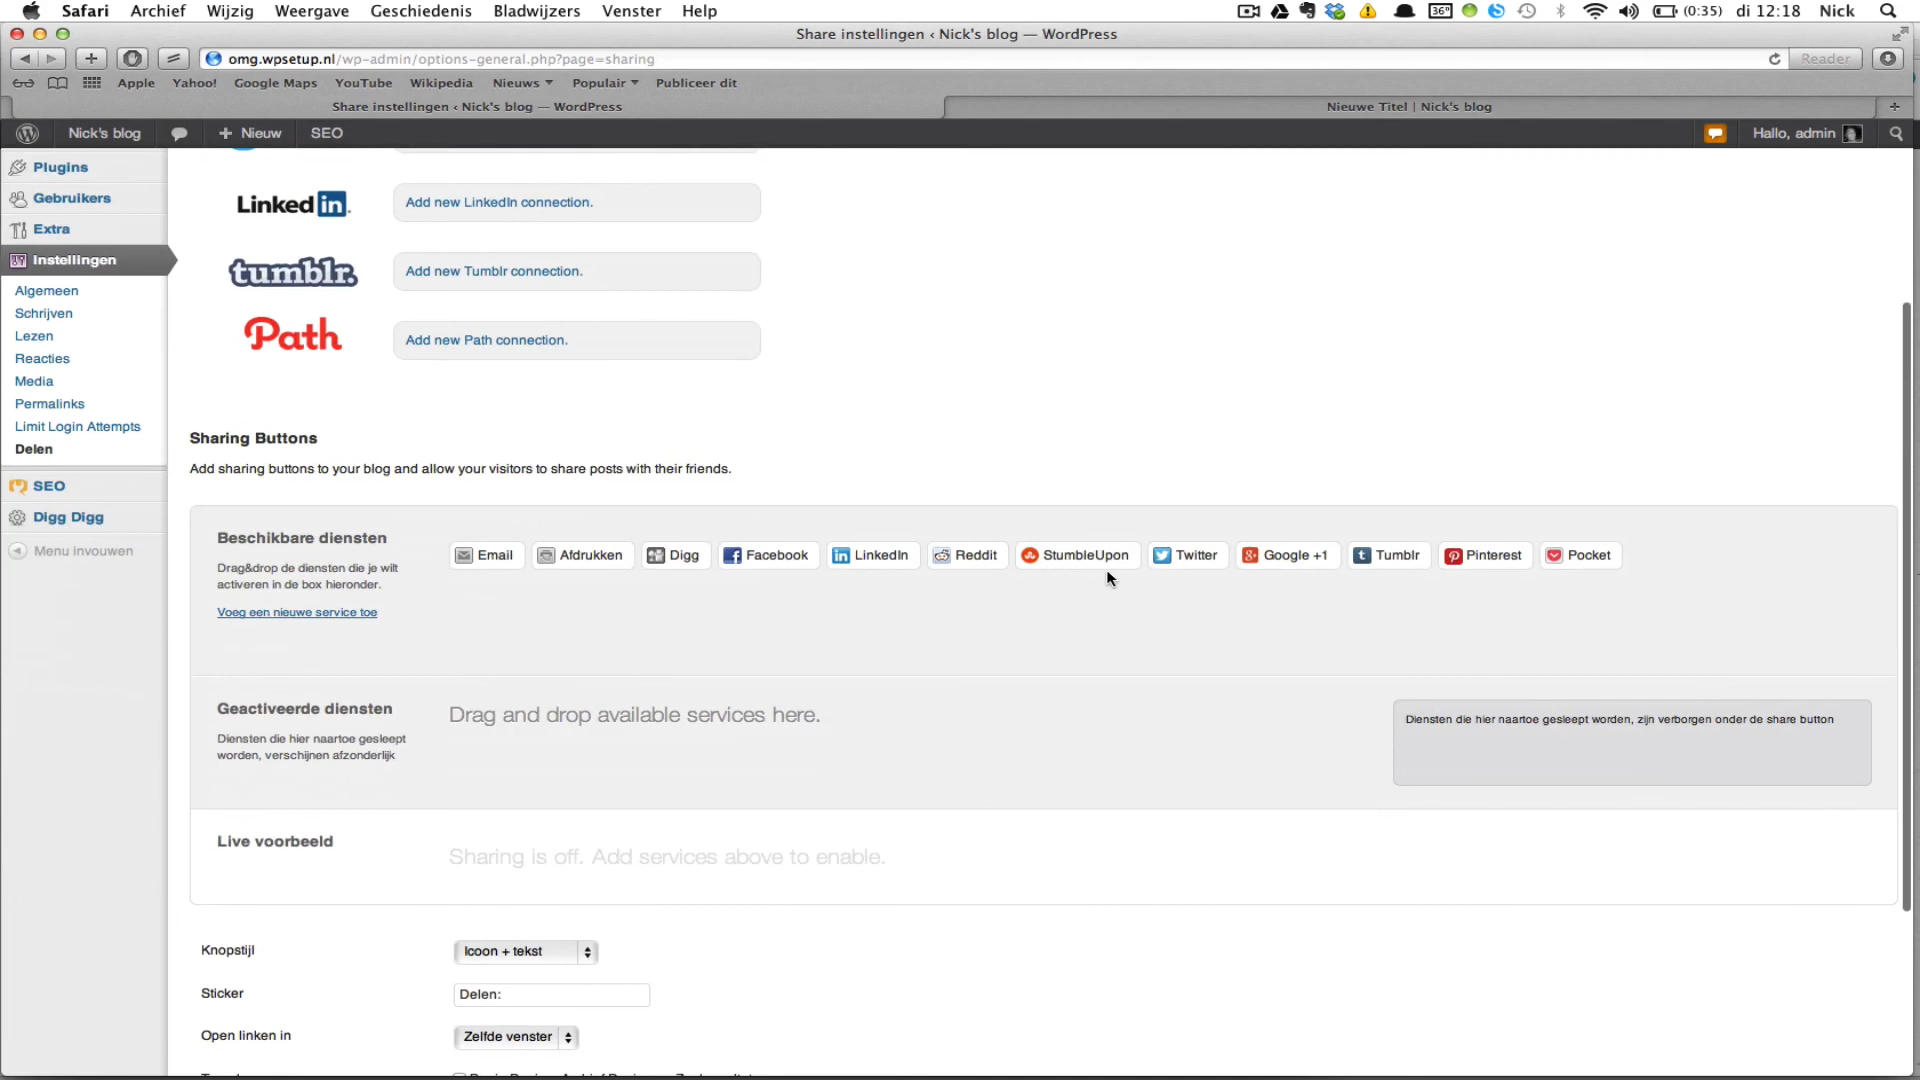 Safari Archief Wijzig Weergave Geschiedenis Bladwijzers Venster Help 36° (0:35) di 12:18 Nick
Share instellingen ‹ Nick's blog — WordPress
omg.wpsetup.nl/wp-admin/options-general.php?page=sharing Reader
Apple Yahoo! Google Maps YouTube Wikipedia Nieuws Populair Publiceer dit
Share instellingen ‹ Nick's blog — WordPress Nieuwe Titel | Nick's blog
Nick's blog + Nieuw SEO Hallo, admin
Plugins
Gebruikers
Extra
Instellingen
Algemeen
Schrijven
Lezen
Reacties
Media
Permalinks
Limit Login Attempts
Delen
SEO
Digg Digg
Menu invouwen
Linked in. Add new LinkedIn connection.
tumblr. Add new Tumblr connection.
Path Add new Path connection.
Sharing Buttons
Add sharing buttons to your blog and allow your visitors to share posts with their friends.
Beschikbare diensten
Drag&drop de diensten die je wilt
activeren in de box hieronder.
Voeg een nieuwe service toe
Email Afdrukken Digg Facebook LinkedIn Reddit StumbleUpon Twitter Google +1 Tumblr Pinterest Pocket
Geactiveerde diensten
Diensten die hier naartoe gesleept
worden, verschijnen afzonderlijk
Drag and drop available services here.
Diensten die hier naartoe gesleept worden, zijn verborgen onder de share button
Live voorbeeld
Sharing is off. Add services above to enable.
Knopstijl Icoon + tekst
Sticker Delen:
Open linken in Zelfde venster